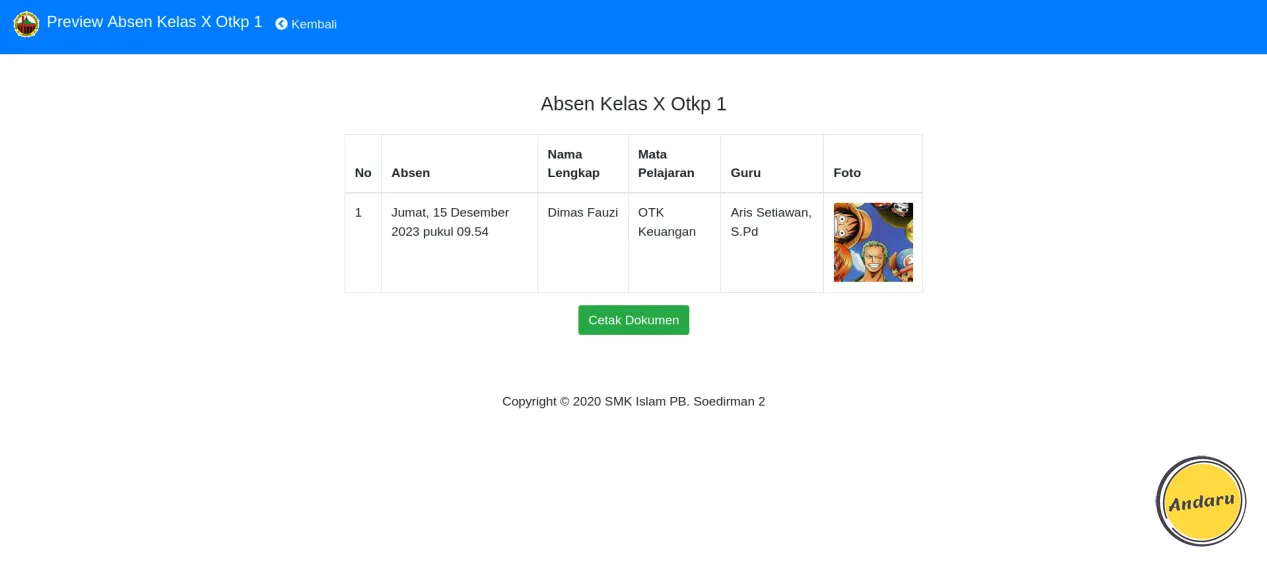 Preview Absen Kelas X Otkp 1 Kembali
Absen Kelas X Otkp 1
No Absen Nama Lengkap Mata Pelajaran Guru Foto
1 Jumat, 15 Desember 2023 pukul 09.54 Dimas Fauzi OTK Keuangan Aris Setiawan, S.Pd
Cetak Dokumen
Copyright © 2020 SMK Islam PB. Soedirman 2
Andaru